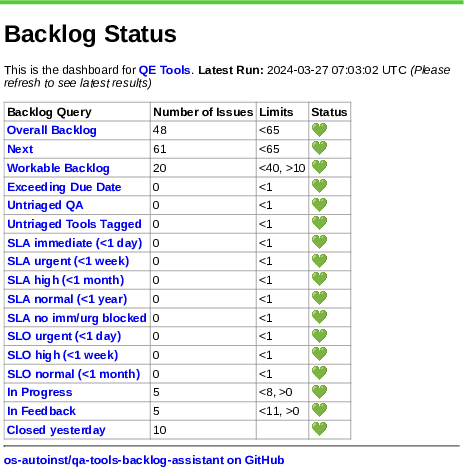 Backlog Status
This is the dashboard for QE Tools. Latest Run: 2024-03-27 07:03:02 UTC (Please
refresh to see latest results)
Backlog Query Number of Issues Limits Status
Overall Backlog 48 <65 💚
Next 61 <65 💚
Workable Backlog 20 <40, >10 💚
Exceeding Due Date 0 <1 💚
Untriaged QA 0 <1 💚
Untriaged Tools Tagged 0 <1 💚
SLA immediate (<1 day) 0 <1 💚
SLA urgent (<1 week) 0 <1 💚
SLA high (<1 month) 0 <1 💚
SLA normal (<1 year) 0 <1 💚
SLA no imm/urg blocked 0 <1 💚
SLO urgent (<1 day) 0 <1 💚
SLO high (<1 week) 0 <1 💚
SLO normal (<1 month) 0 <1 💚
In Progress 5 <8, >0 💚
In Feedback 5 <11, >0 💚
Closed yesterday 10 💚
os-autoinst/qa-tools-backlog-assistant on GitHub